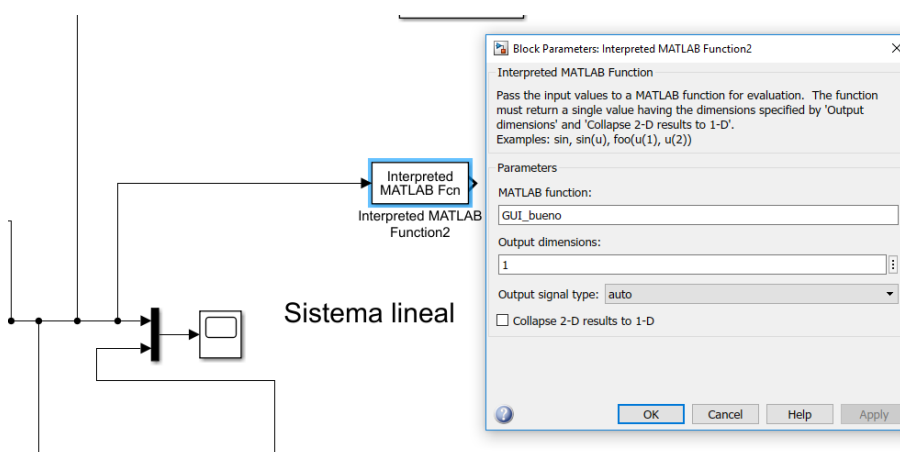 Interpreted
MATLAB Fcn
Interpreted MATLAB
Function2
Sistema lineal
Block Parameters: Interpreted MATLAB Function2
Interpreted MATLAB Function
Pass the input values to a MATLAB function for evaluation.  The function
must return a single value having the dimensions specified by 'Output
dimensions' and 'Collapse 2-D results to 1-D'.
Examples: sin, sin(u), foo(u(1), u(2))
Parameters
MATLAB function:
GUI_bueno
Output dimensions:
1
Output signal type: auto
Collapse 2-D results to 1-D
OK Cancel Help Apply